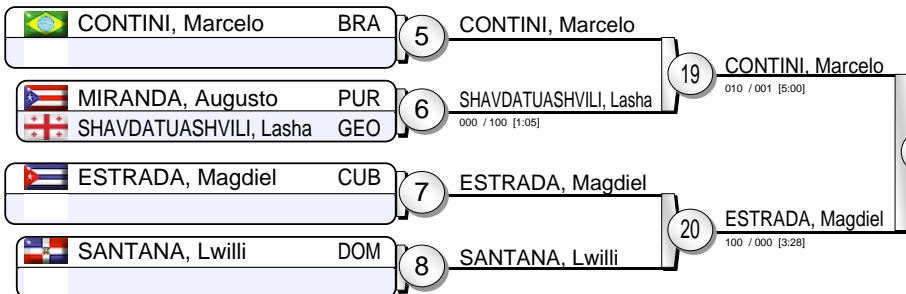 CONTINI, Marcelo BRA
5
CONTINI, Marcelo
19
CONTINI, Marcelo
010 / 001 [5:00]
MIRANDA, Augusto PUR
SHAVDATUASHVILI, Lasha GEO
6
SHAVDATUASHVILI, Lasha
000 / 100 [1:05]
ESTRADA, Magdiel CUB
7
ESTRADA, Magdiel
20
ESTRADA, Magdiel
100 / 000 [3:28]
SANTANA, Lwilli DOM
8
SANTANA, Lwilli